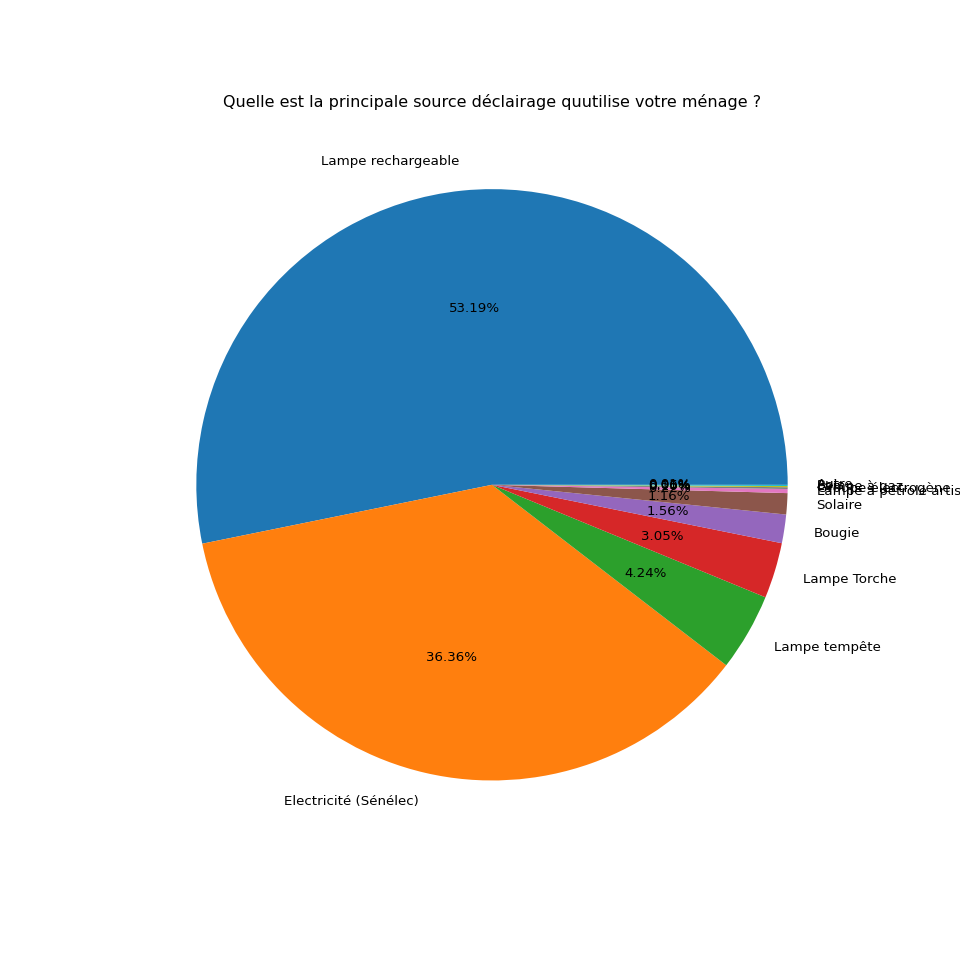 Quelle est la principale source déclairage quutilise votre ménage ?
Lampe rechargeable
53.19%
1.16%
Solaire
1.56%
Bougie
3.05%
Lampe Torche
4.24%
Lampe tempête
36.36%
Electricité (Sénélec)